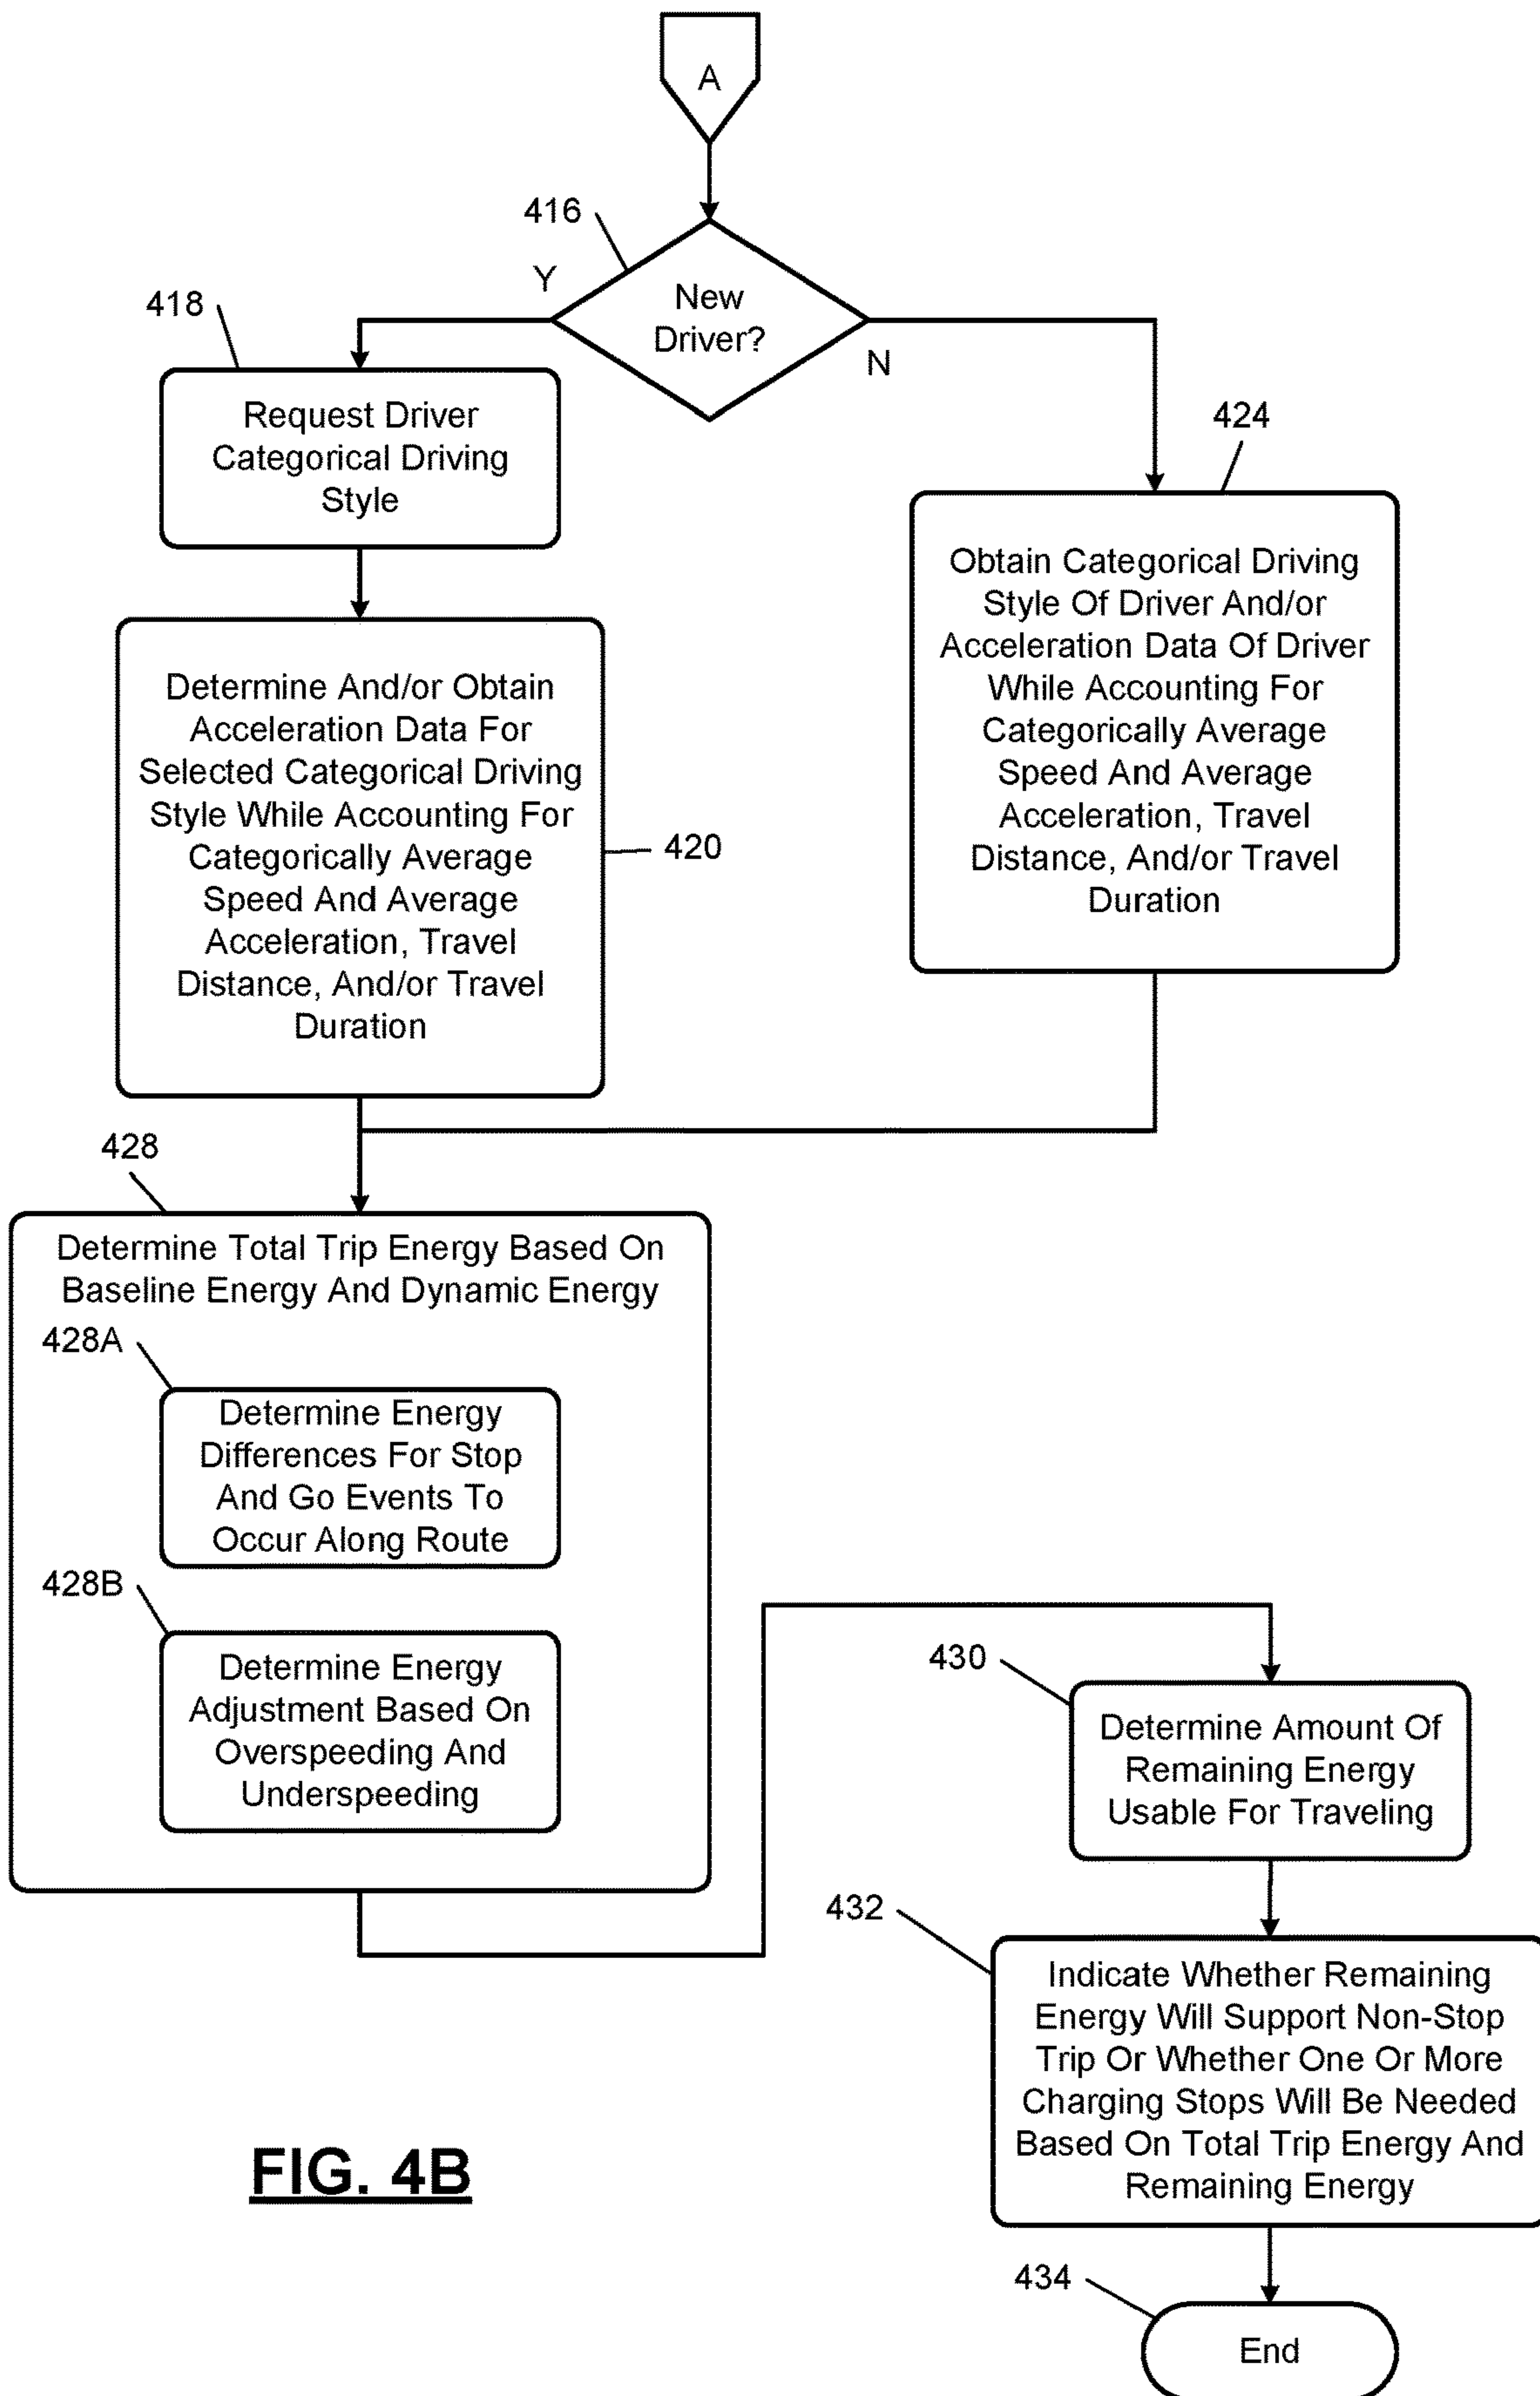 A
416
Y
New
Driver?
N
418
Request Driver
Categorical Driving
Style
424
Obtain Categorical Driving
Style Of Driver And/or
Acceleration Data Of Driver
While Accounting For
Categorically Average
Speed And Average
Acceleration, Travel
Distance, And/or Travel
Duration
Determine And/or Obtain
Acceleration Data For
Selected Categorical Driving
Style While Accounting For
Categorically Average
Speed And Average
Acceleration, Travel
Distance, And/or Travel
Duration
420
428
Determine Total Trip Energy Based On
Baseline Energy And Dynamic Energy
428A
Determine Energy
Differences For Stop
And Go Events To
Occur Along Route
428B
Determine Energy
Adjustment Based On
Overspeeding And
Underspeeding
430
Determine Amount Of
Remaining Energy
Usable For Traveling
432
Indicate Whether Remaining
Energy Will Support Non-Stop
Trip Or Whether One Or More
Charging Stops Will Be Needed
Based On Total Trip Energy And
Remaining Energy
434
End
FIG. 4B